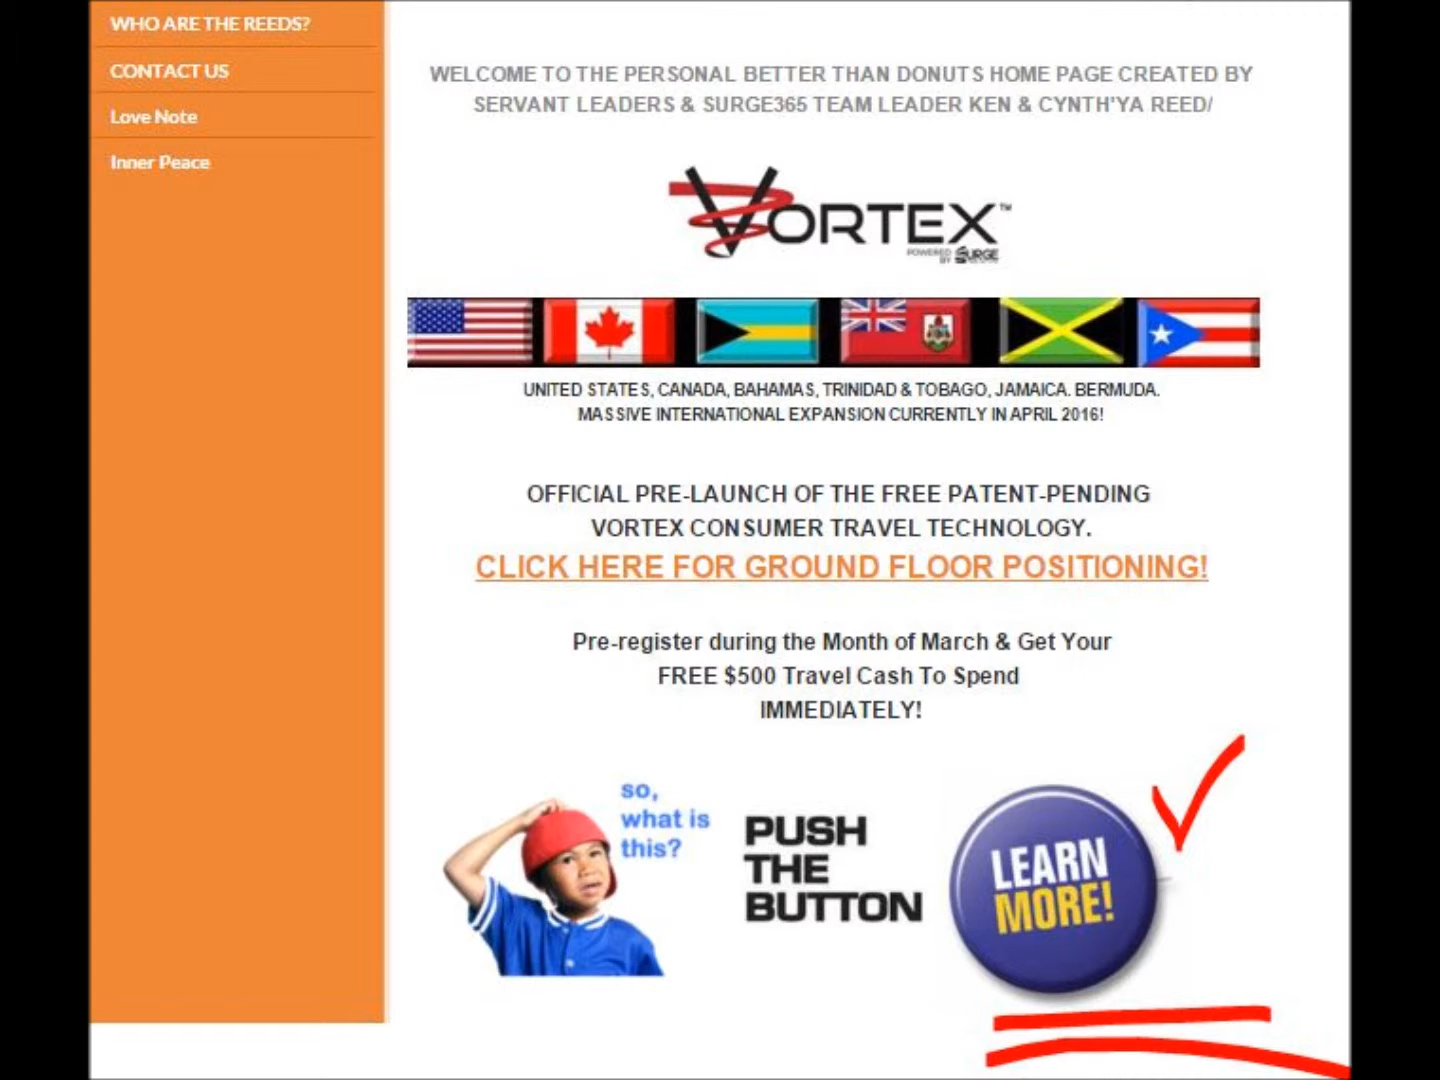 WHO ARE THE REEDS?
CONTACT US
Love Note
Inner Peace
WELCOME TO THE PERSONAL BETTER THAN DONUTS HOME PAGE CREATED BY
SERVANT LEADERS & SURGE365 TEAM LEADER KEN & CYNTH'YA REED/
VORTEX™
POWERED BY SURGE
UNITED STATES, CANADA, BAHAMAS, TRINIDAD & TOBAGO, JAMAICA. BERMUDA.
MASSIVE INTERNATIONAL EXPANSION CURRENTLY IN APRIL 2016!
OFFICIAL PRE-LAUNCH OF THE FREE PATENT-PENDING
VORTEX CONSUMER TRAVEL TECHNOLOGY.
CLICK HERE FOR GROUND FLOOR POSITIONING!
Pre-register during the Month of March & Get Your
FREE $500 Travel Cash To Spend
IMMEDIATELY!
so,
what is
this?
PUSH
THE
BUTTON
LEARN
MORE!